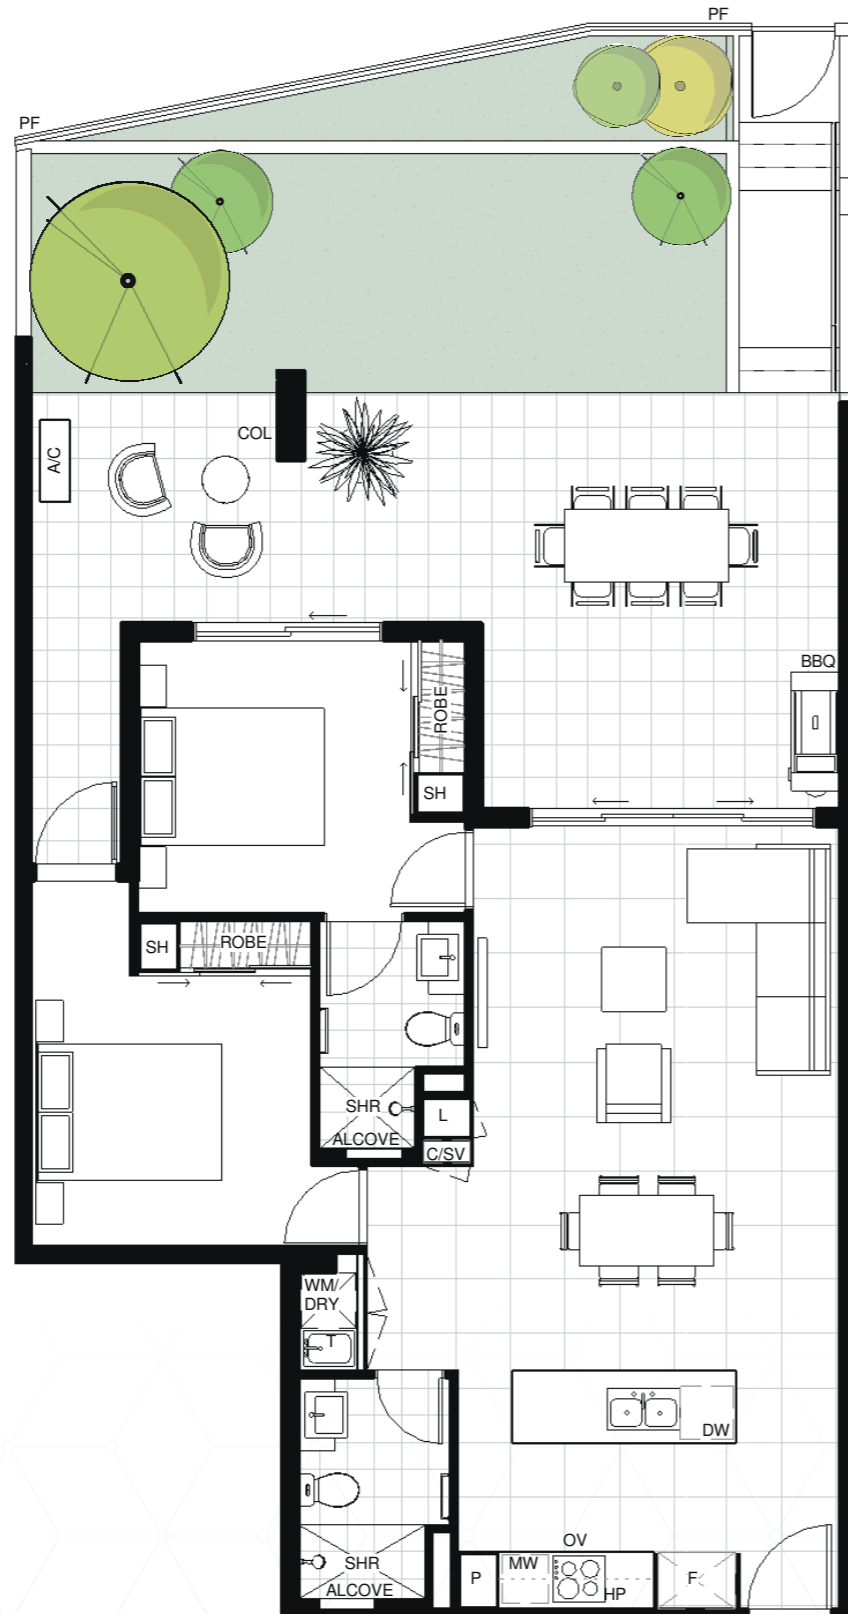 PF
PF
COL
A/C
BBQ
ROBE
SH
SH
ROBE
SHR
ALCOVE
L
C/SV
WM/
DRY
T
DW
OV
MW
P
HP
F
SHR
ALCOVE